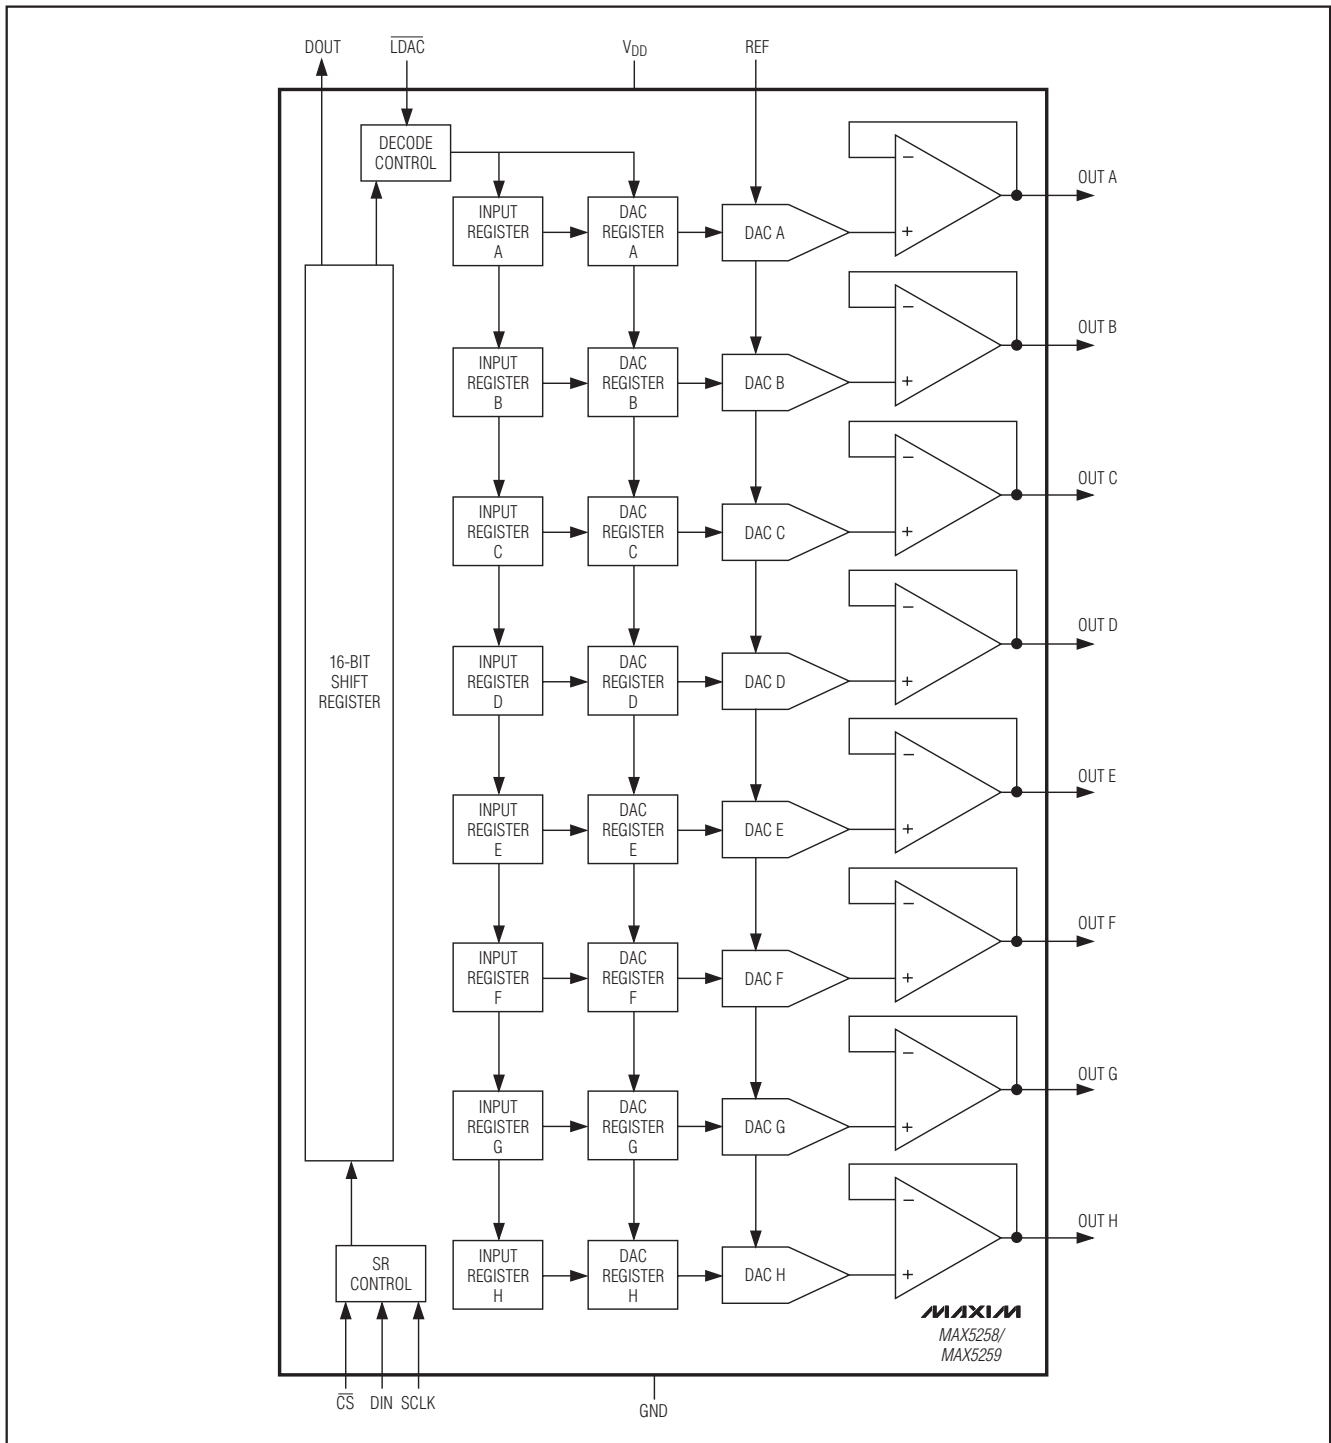 DOUT
LDAC
VDD
REF
DECODE
CONTROL
OUT A
INPUT
REGISTER
A
DAC
REGISTER
A
DAC A
−
+
OUT B
INPUT
REGISTER
B
DAC
REGISTER
B
DAC B
−
+
OUT C
INPUT
REGISTER
C
DAC
REGISTER
C
DAC C
−
+
OUT D
16-BIT
SHIFT
REGISTER
INPUT
REGISTER
D
DAC
REGISTER
D
DAC D
−
+
OUT E
INPUT
REGISTER
E
DAC
REGISTER
E
DAC E
−
+
OUT F
INPUT
REGISTER
F
DAC
REGISTER
F
DAC F
−
+
OUT G
INPUT
REGISTER
G
DAC
REGISTER
G
DAC G
−
+
OUT H
SR
CONTROL
INPUT
REGISTER
H
DAC
REGISTER
H
DAC H
−
+
MAXIM
MAX5258/
MAX5259
CS
DIN
SCLK
GND